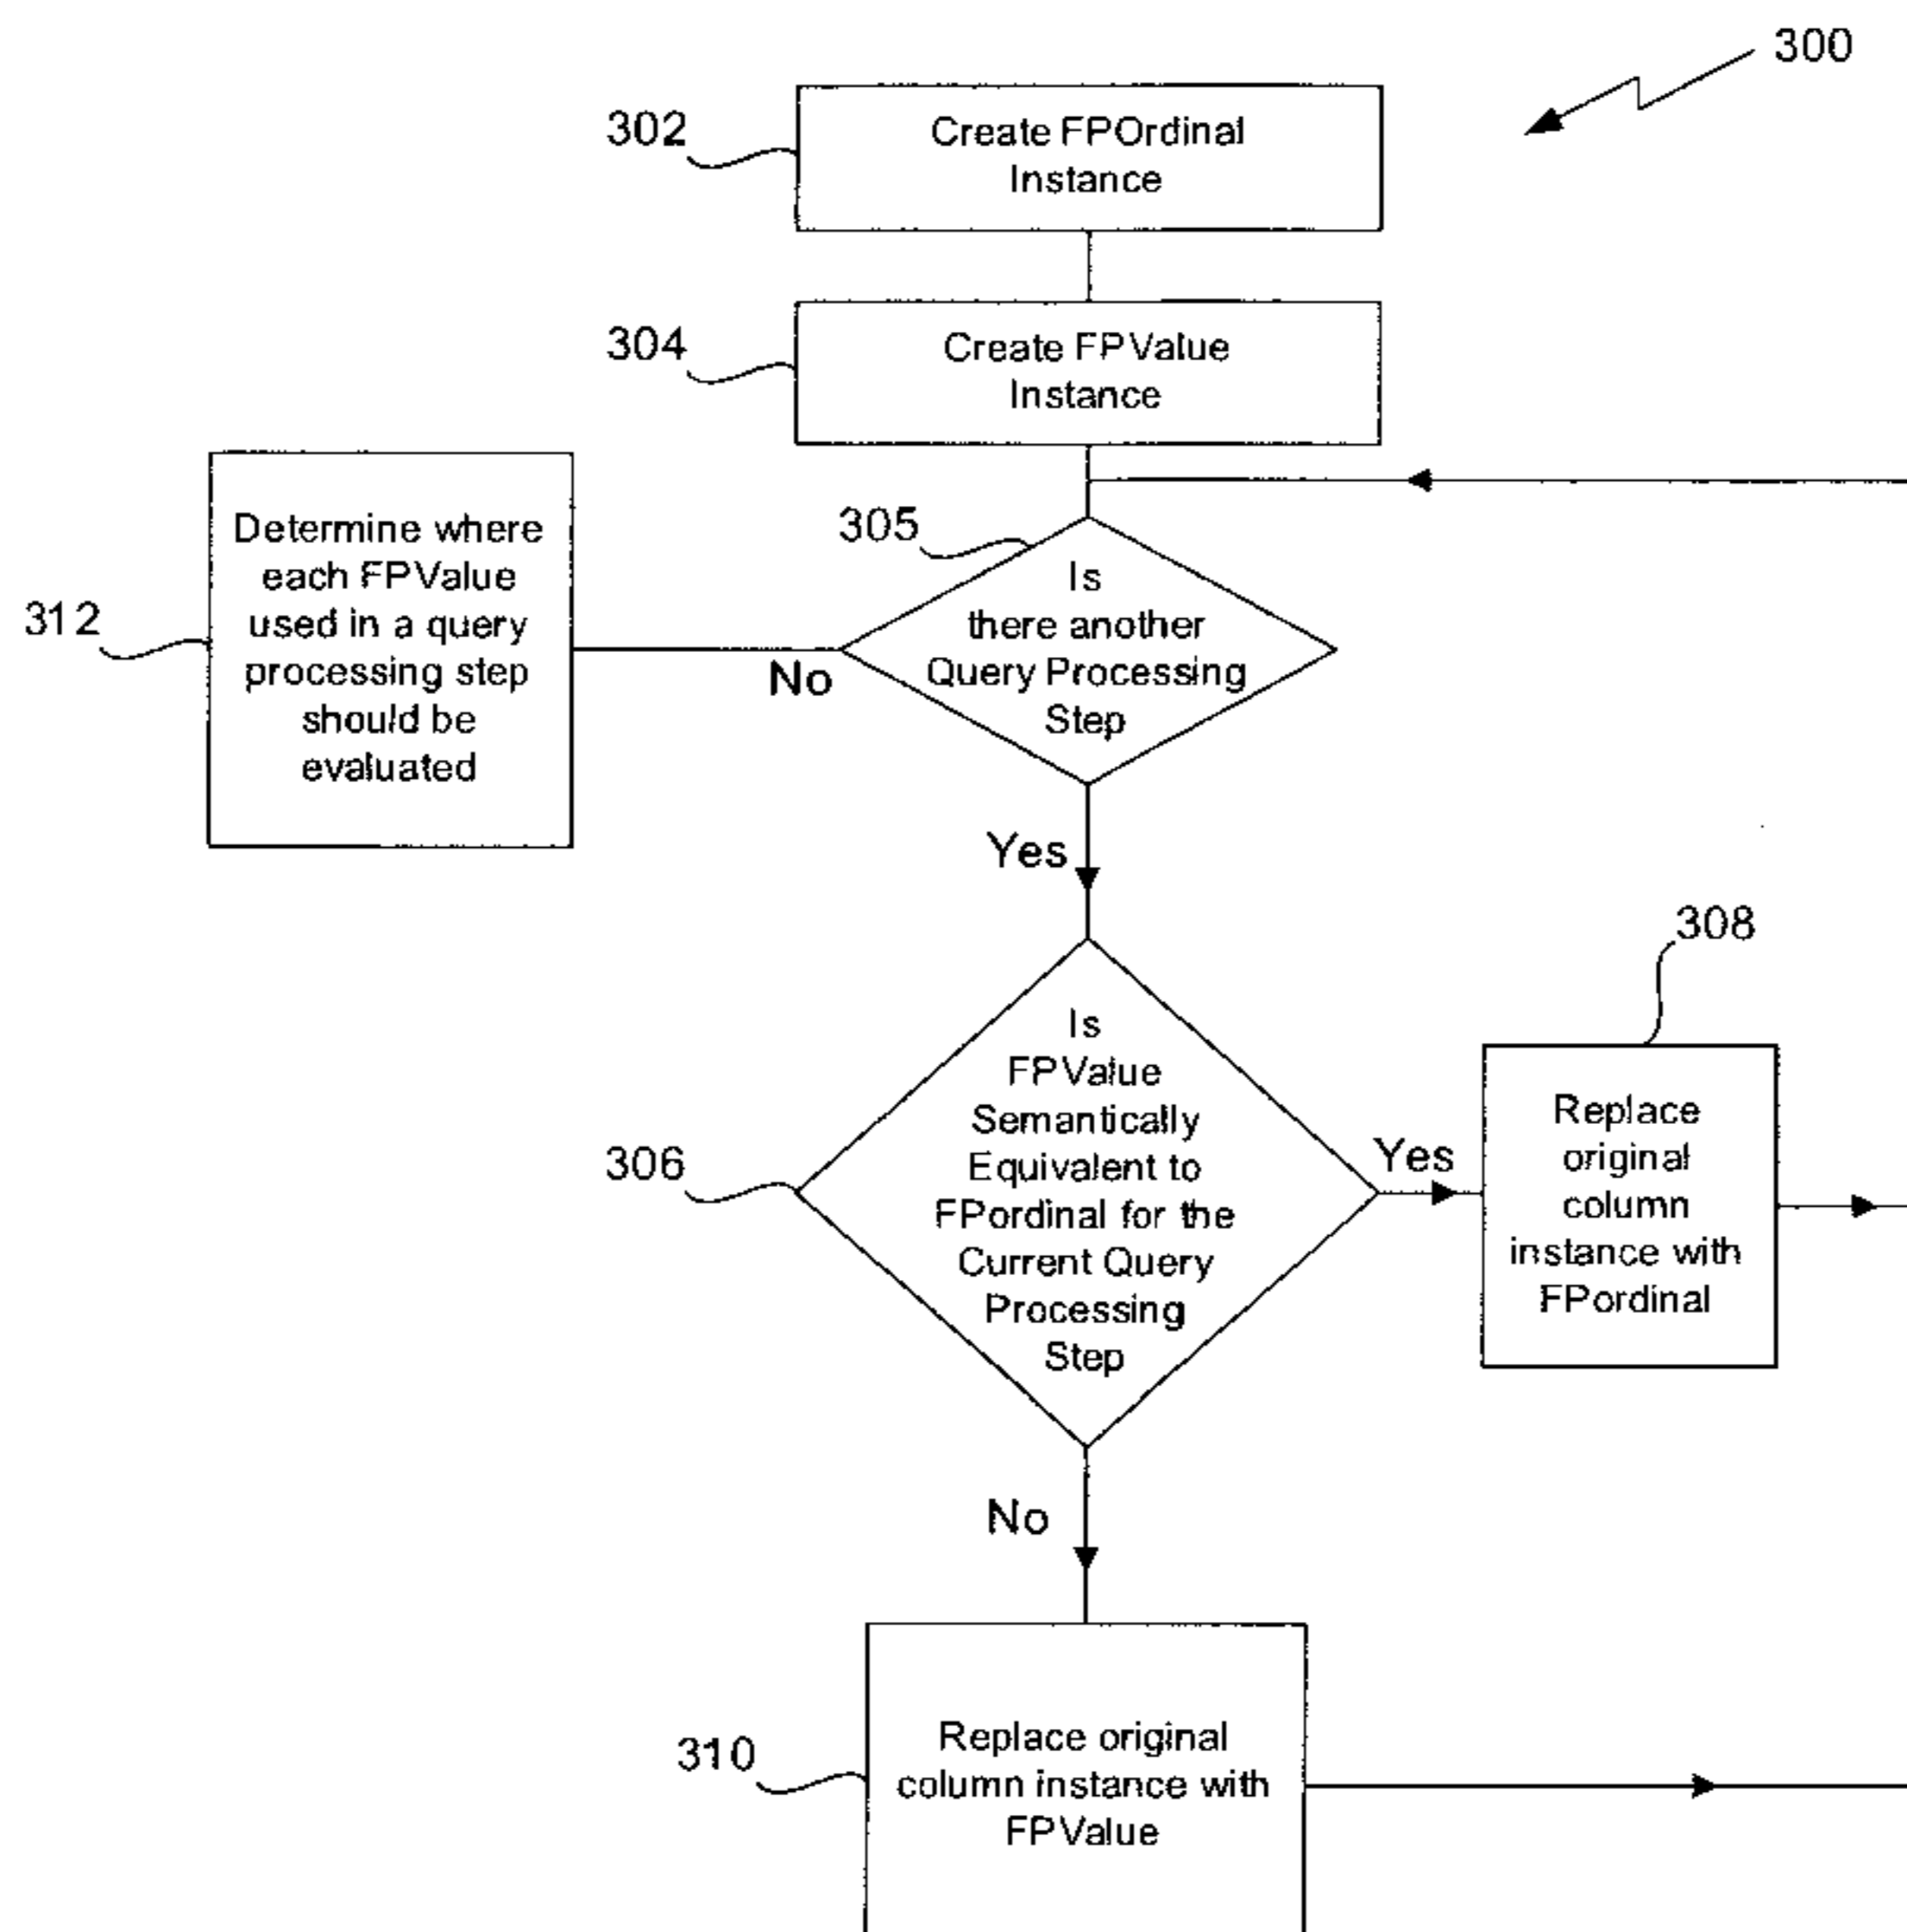 300
302
Create FPOrdinal
Instance
304
Create FPValue
Instance
305
Is
there another
Query Processing
Step
No
312
Determine where
each FPValue
used in a query
processing step
should be
evaluated
Yes
308
306
Is
FPValue
Semantically
Equivalent to
FPordinal for the
Current Query
Processing
Step
Yes
Replace
original
column
instance with
FPordinal
No
310
Replace original
column instance with
FPValue